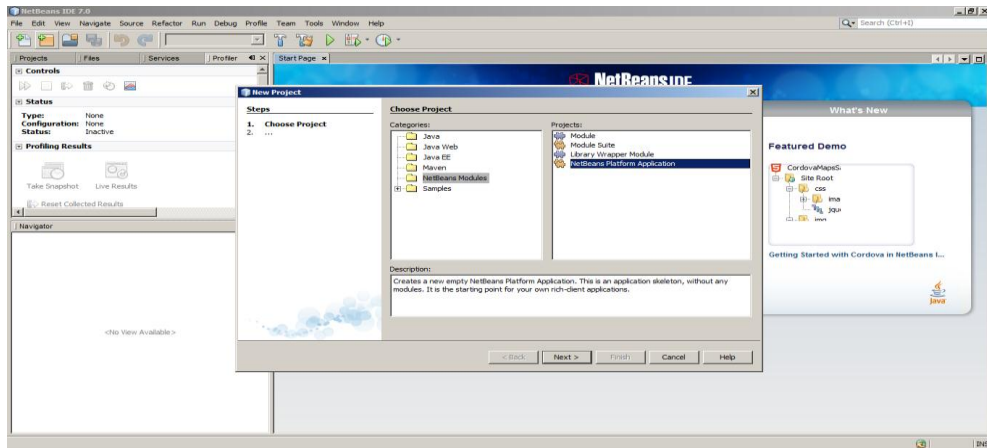 NetBeans IDE 7.0
File Edit View Navigate Source Refactor Run Debug Profile Team Tools Window Help
Search (Ctrl+I)
Projects Files Services Profiler
Start Page
Controls
Status
Type: None
Configuration: None
Status: Inactive
Profiling Results
Take Snapshot Live Results
Reset Collected Results
Navigator
<No View Available>
NetBeans IDE
New Project
Steps
1. Choose Project
2. ...
Choose Project
Categories:
Java
Java Web
Java EE
Maven
NetBeans Modules
Samples
Projects:
Module
Module Suite
Library Wrapper Module
NetBeans Platform Application
Description:
Creates a new empty NetBeans Platform Application. This is an application skeleton, without any
modules. It is the starting point for your own rich-client applications.
< Back Next > Finish Cancel Help
What's New
Featured Demo
CordovaMapsS
Site Root
css
ima
jqu
img
Getting Started with Cordova in NetBeans I...
Java
INS